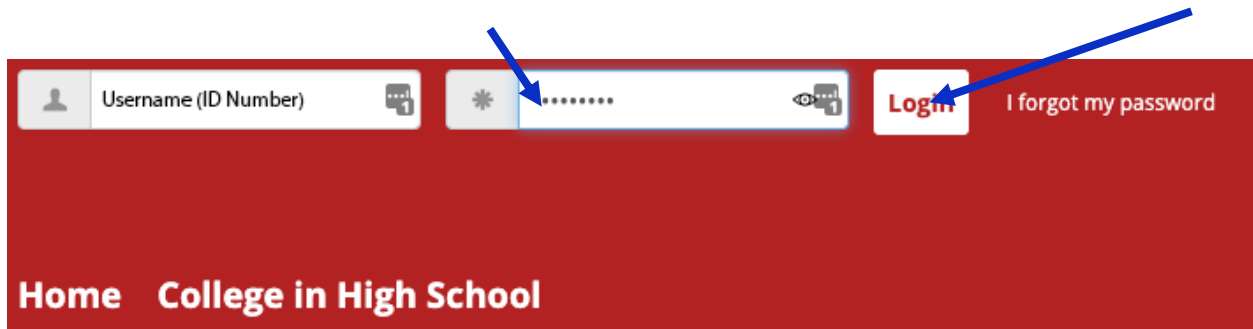 Username (ID Number) Login I forgot my password
Home College in High School